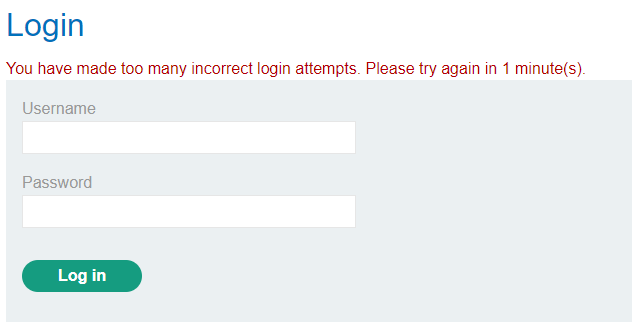 Login
You have made too many incorrect login attempts. Please try again in 1 minute(s).
Username
Password
Log in